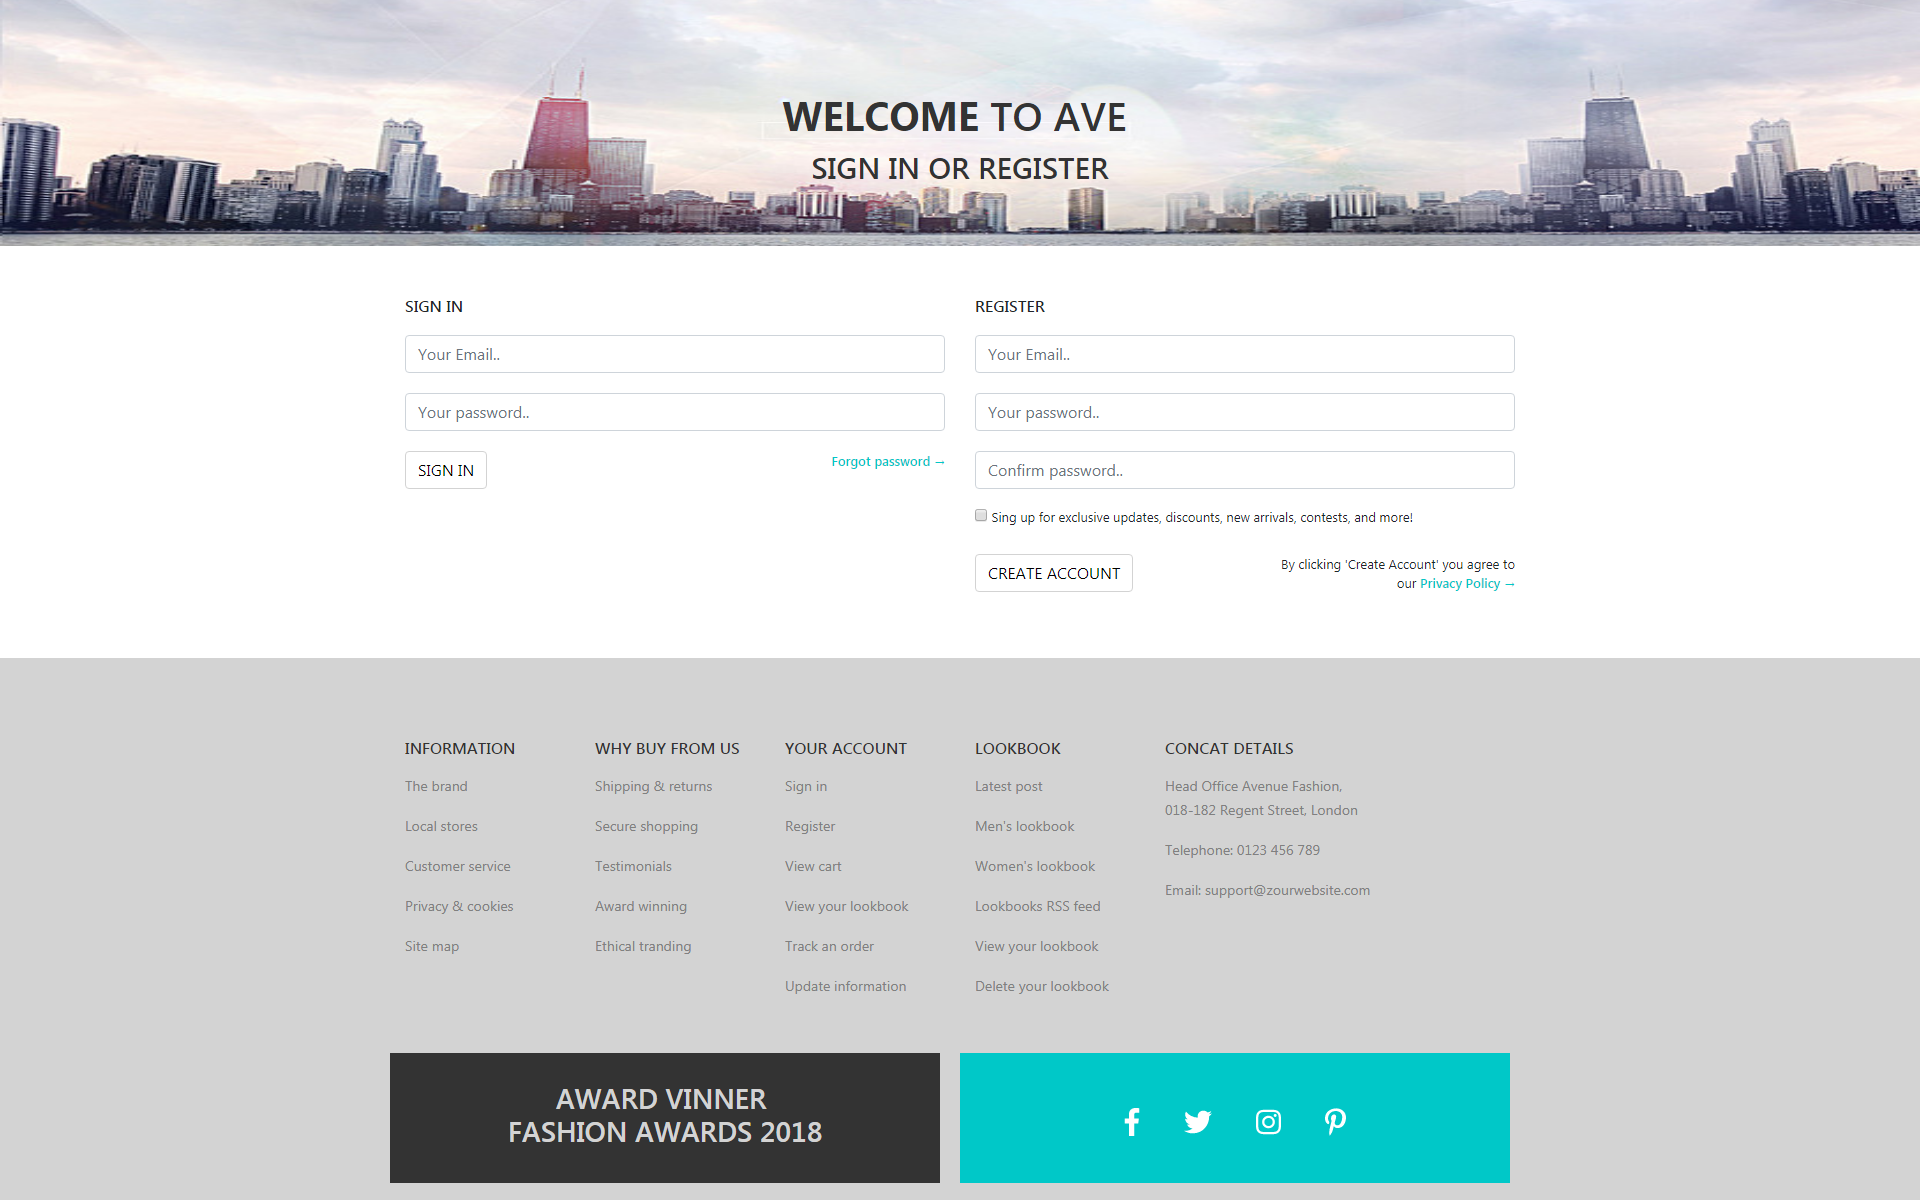 WELCOME TO AVE
SIGN IN OR REGISTER
SIGN IN
Your Email..
Your password..
SIGN IN
Forgot password →
REGISTER
Your Email..
Your password..
Confirm password..
Sing up for exclusive updates, discounts, new arrivals, contests, and more!
CREATE ACCOUNT
By clicking 'Create Account' you agree to
our Privacy Policy →
INFORMATION
The brand
Local stores
Customer service
Privacy & cookies
Site map
WHY BUY FROM US
Shipping & returns
Secure shopping
Testimonials
Award winning
Ethical tranding
YOUR ACCOUNT
Sign in
Register
View cart
View your lookbook
Track an order
Update information
LOOKBOOK
Latest post
Men's lookbook
Women's lookbook
Lookbooks RSS feed
View your lookbook
Delete your lookbook
CONCAT DETAILS
Head Office Avenue Fashion,
018-182 Regent Street, London
Telephone: 0123 456 789
Email: support@zourwebsite.com
AWARD VINNER
FASHION AWARDS 2018